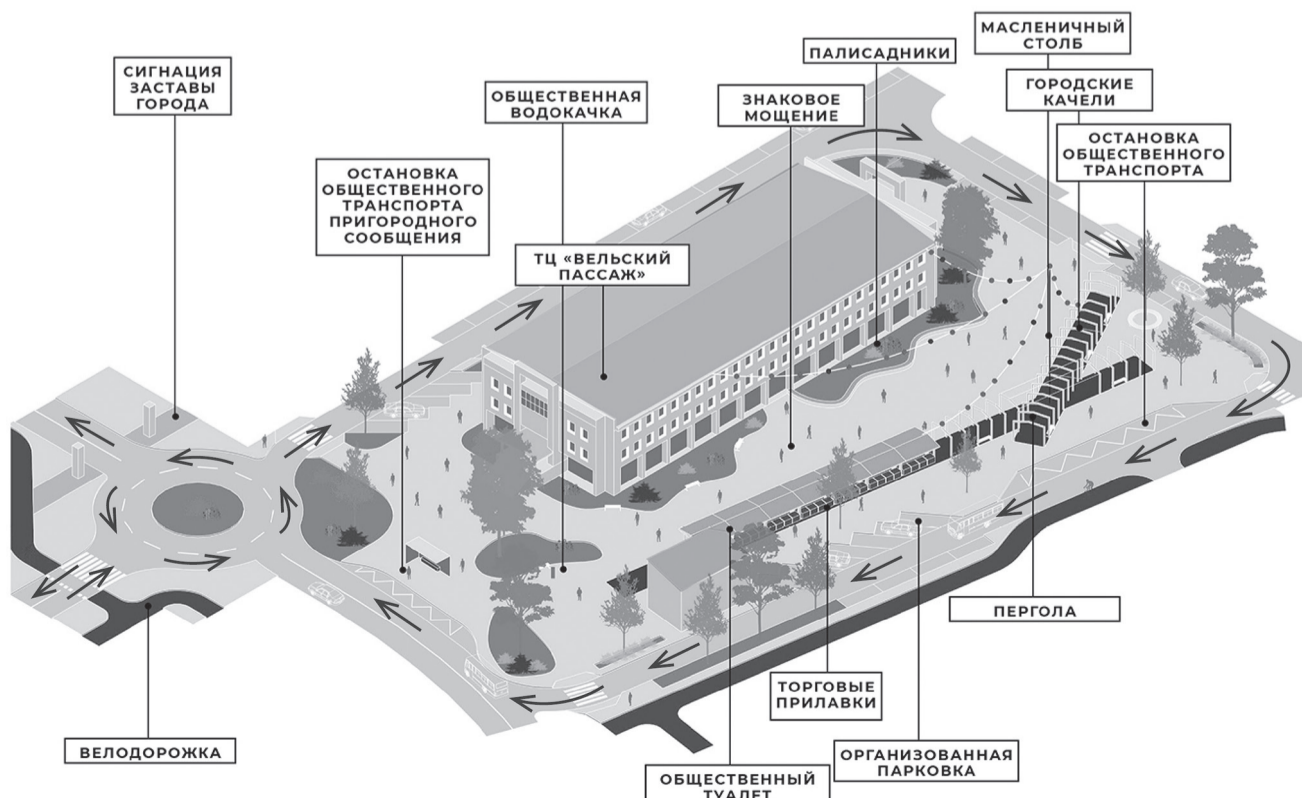 МАСЛЕНИЧНЫЙ
СТОЛБ
ПАЛИСАДНИКИ
СИГНАЦИЯ
ЗАСТАВЫ
ГОРОДА
ГОРОДСКИЕ
КАЧЕЛИ
ОБЩЕСТВЕННАЯ
ВОДОКАЧКА
ЗНАКОВОЕ
МОЩЕНИЕ
ОСТАНОВКА
ОБЩЕСТВЕННОГО
ТРАНСПОРТА
ОСТАНОВКА
ОБЩЕСТВЕННОГО
ТРАНСПОРТА
ПРИГОРОДНОГО
СООБЩЕНИЯ
ТЦ «ВЕЛЬСКИЙ
ПАССАЖ»
ПЕРГОЛА
ТОРГОВЫЕ
ПРИЛАВКИ
ВЕЛОДОРОЖКА
ОРГАНИЗОВАННАЯ
ПАРКОВКА
ОБЩЕСТВЕННЫЙ
ТУАЛЕТ